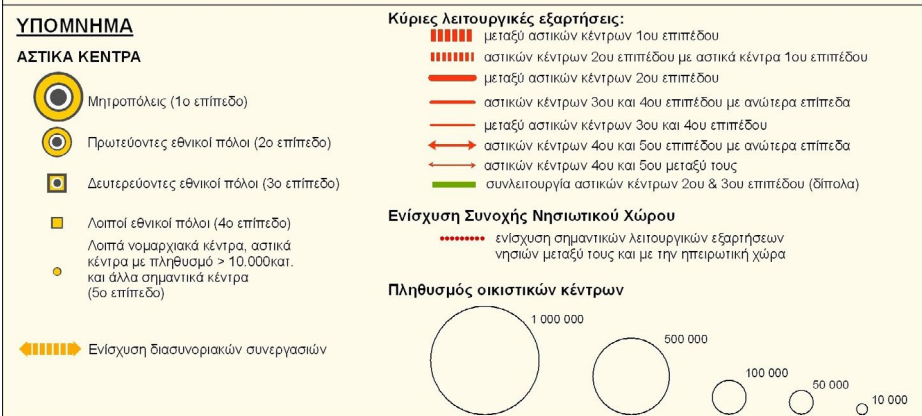 ΥΠΟΜΝΗΜΑ
ΑΣΤΙΚΑ ΚΕΝΤΡΑ
Μητροπόλεις (1ο επίπεδο)
Πρωτεύοντες εθνικοί πόλοι (2ο επίπεδο)
Δευτερεύοντες εθνικοί πόλοι (3ο επίπεδο)
Λοιποί εθνικοί πόλοι (4ο επίπεδο)
Λοιπά νομαρχιακά κέντρα, αστικά
κέντρα με πληθυσμό > 10.000κατ.
και άλλα σημαντικά κέντρα
(5ο επίπεδο)
Ενίσχυση διασυνοριακών συνεργασιών
Κύριες λειτουργικές εξαρτήσεις:
μεταξύ αστικών κέντρων 1ου επιπέδου
αστικών κέντρων 2ου επιπέδου με αστικά κέντρα 1ου επιπέδου
μεταξύ αστικών κέντρων 2ου επιπέδου
αστικών κέντρων 3ου και 4ου επιπέδου με ανώτερα επίπεδα
μεταξύ αστικών κέντρων 3ου και 4ου επιπέδου
αστικών κέντρων 4ου και 5ου επιπέδου με ανώτερα επίπεδα
αστικών κέντρων 4ου και 5ου μεταξύ τους
συνλειτουργία αστικών κέντρων 2ου & 3ου επιπέδου (δίπολα)
Ενίσχυση Συνοχής Νησιωτικού Χώρου
ενίσχυση σημαντικών λειτουργικών εξαρτήσεων
νησιών μεταξύ τους και με την ηπειρωτική χώρα
Πληθυσμός οικιστικών κέντρων
1 000 000
500 000
100 000
50 000
10 000